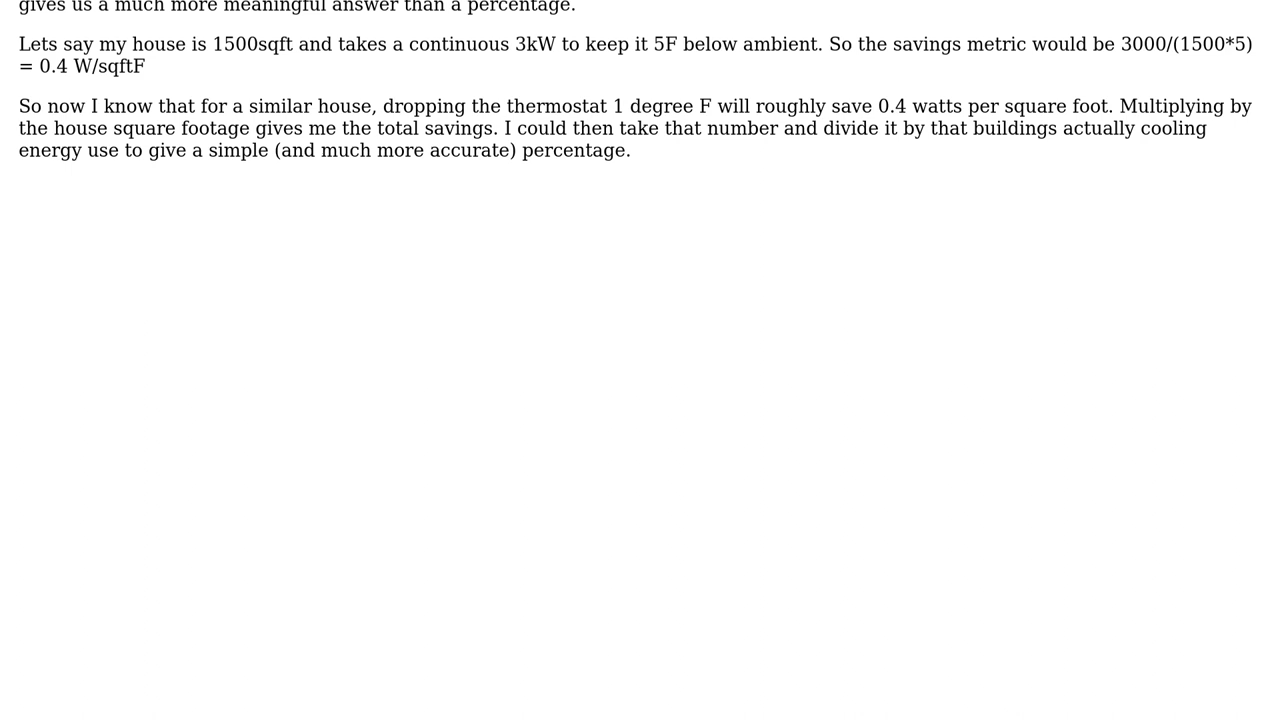 gives us a much more meaningful answer than a percentage.
Lets say my house is 1500sqft and takes a continuous 3kW to keep it 5F below ambient. So the savings metric would be 3000/(1500*5)
= 0.4 W/sqftF
So now I know that for a similar house, dropping the thermostat 1 degree F will roughly save 0.4 watts per square foot. Multiplying by
the house square footage gives me the total savings. I could then take that number and divide it by that buildings actually cooling
energy use to give a simple (and much more accurate) percentage.